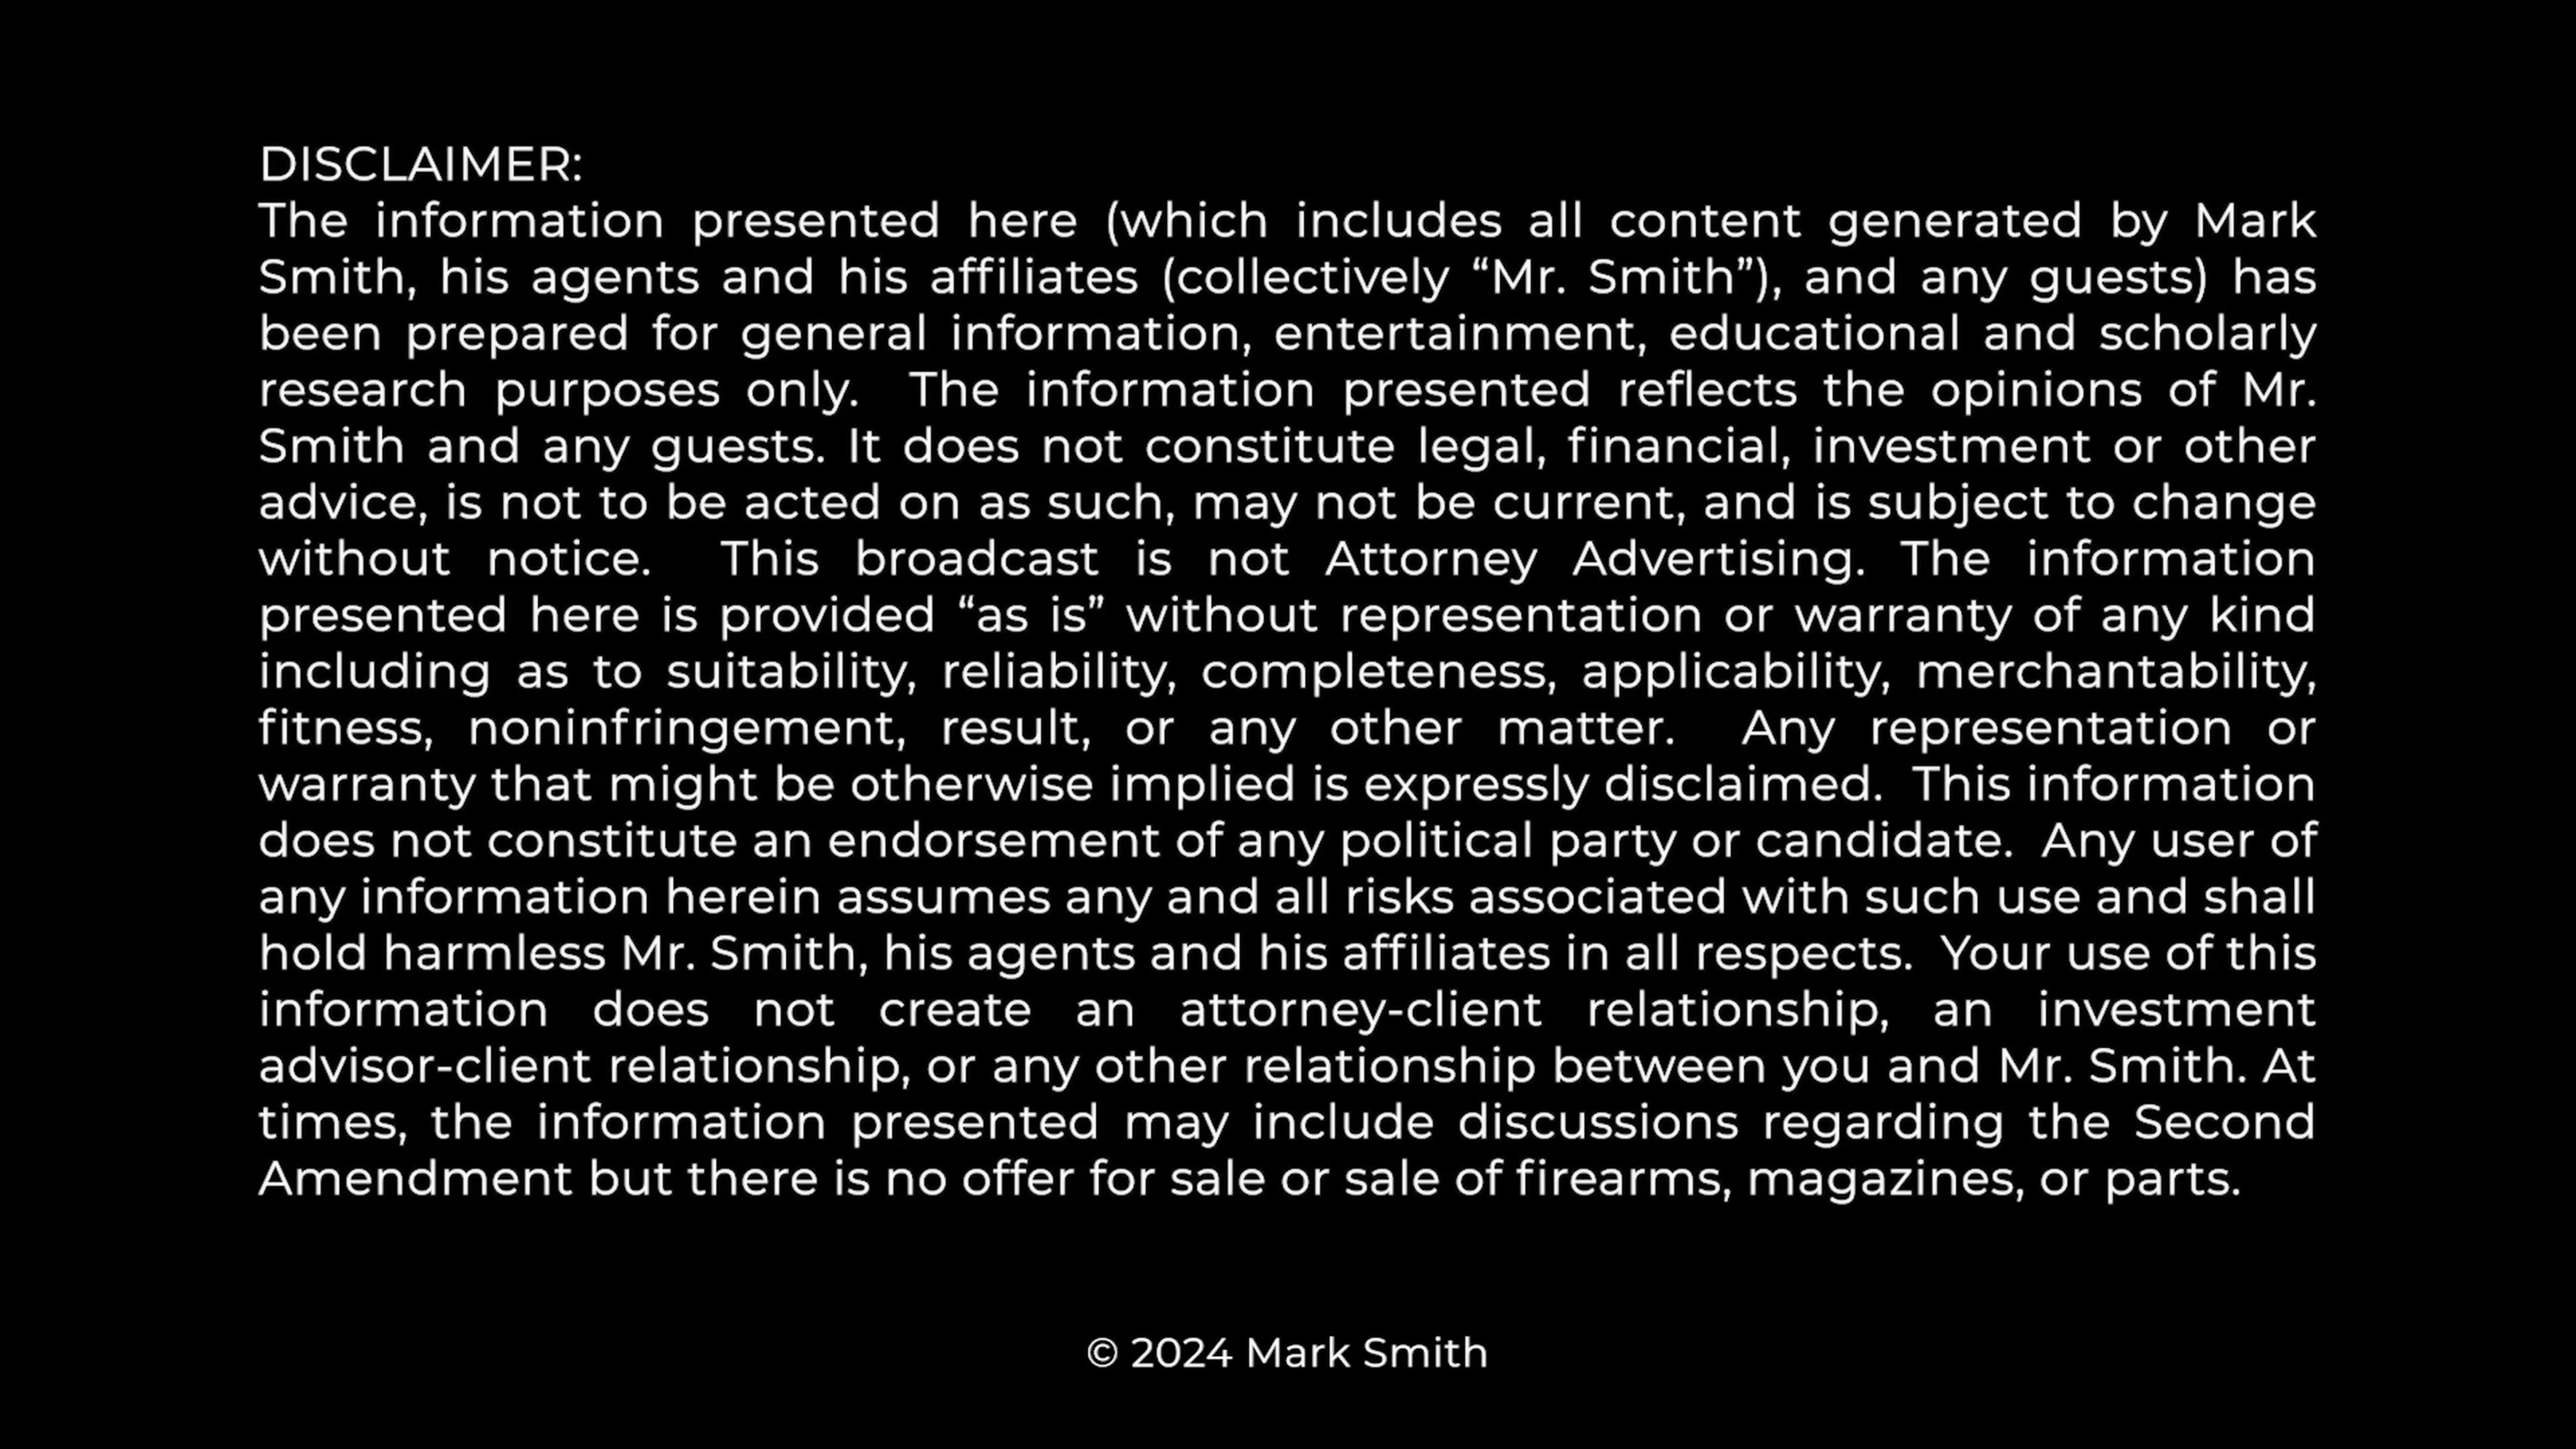 DISCLAIMER:
The information presented here (which includes all content generated by Mark
Smith, his agents and his affiliates (collectively “Mr. Smith”), and any guests) has
been prepared for general information, entertainment, educational and scholarly
research purposes only.  The information presented reflects the opinions of Mr.
Smith and any guests. It does not constitute legal, financial, investment or other
advice, is not to be acted on as such, may not be current, and is subject to change
without notice.  This broadcast is not Attorney Advertising. The information
presented here is provided “as is” without representation or warranty of any kind
including as to suitability, reliability, completeness, applicability, merchantability,
fitness, noninfringement, result, or any other matter.  Any representation or
warranty that might be otherwise implied is expressly disclaimed.  This information
does not constitute an endorsement of any political party or candidate.  Any user of
any information herein assumes any and all risks associated with such use and shall
hold harmless Mr. Smith, his agents and his affiliates in all respects.  Your use of this
information does not create an attorney-client relationship, an investment
advisor-client relationship, or any other relationship between you and Mr. Smith. At
times, the information presented may include discussions regarding the Second
Amendment but there is no offer for sale or sale of firearms, magazines, or parts.
© 2024 Mark Smith